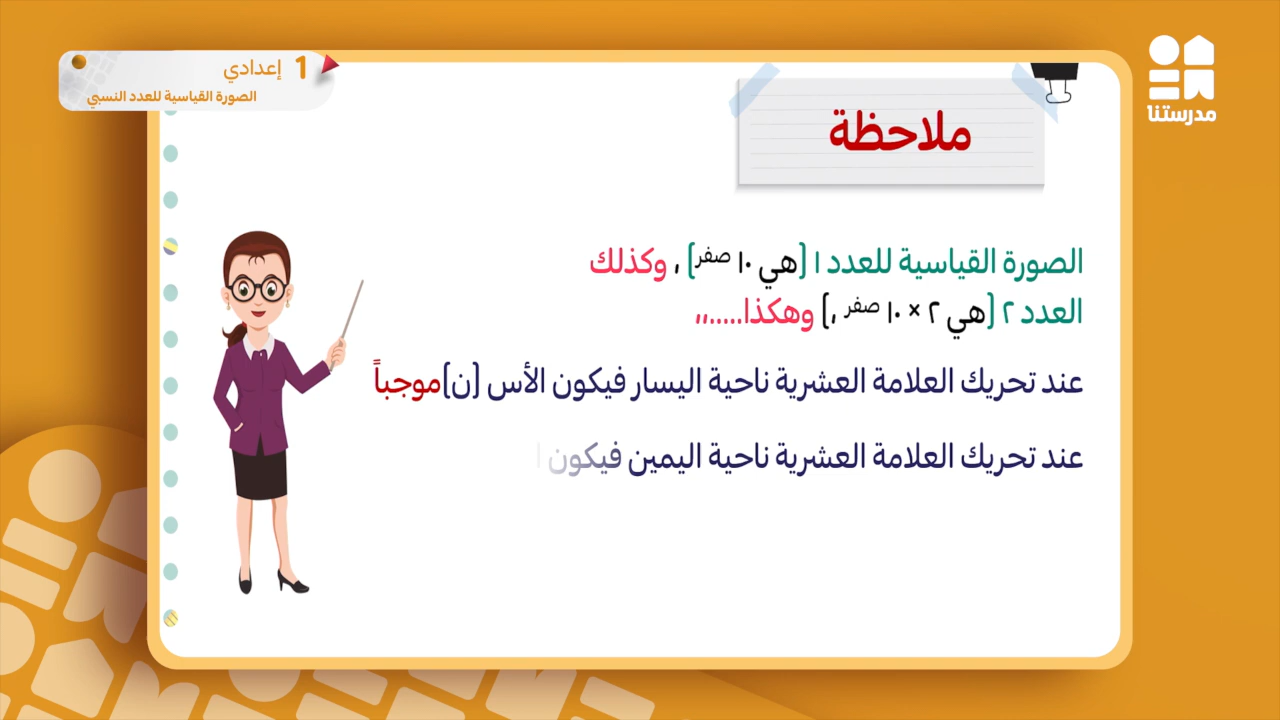 1 إعدادي
الصورة القياسية للعدد النسبي
مدرستنا
ملاحظة
الصورة القياسية للعدد ١ (هي ١٠ صفر) , وكذلك
العدد ٢ (هي ٢ × ١٠ صفر ,) وهكذا.....,,
عند تحريك العلامة العشرية ناحية اليسار فيكون الأس (ن)موجباً
عند تحريك العلامة العشرية ناحية اليمين فيكون